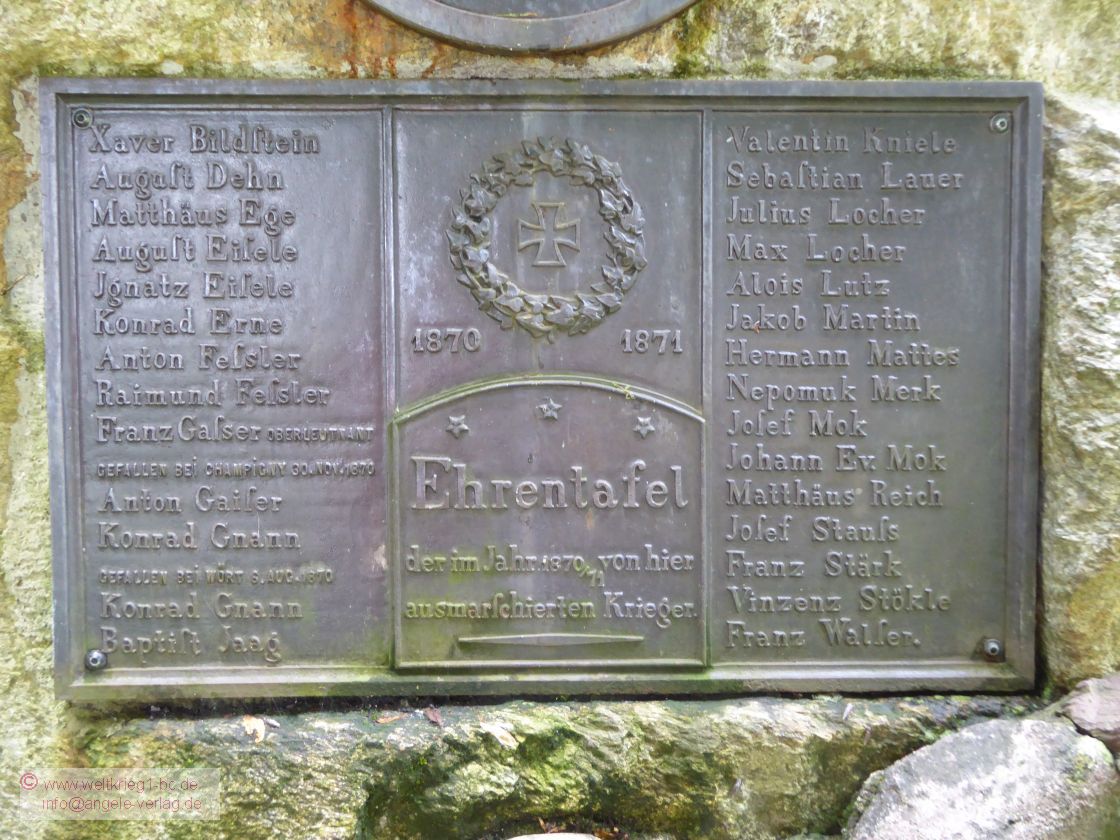 Xaver Bildſtein
Auguſt Dehn
Matthäus Ege
Auguſt Eiſele
Jgnatz Eiſele
Konrad Erne
Anton Feſsler
Raimund Feſsler
Franz Gaſser OBERLEUTNANT
GEFALLEN BEI CHAMPIGNY 30. NOV. 1870
Anton Gaiſer
Konrad Gnann
GEFALLEN BEI WÖRT 6. AUG. 1870
Konrad Gnann
Baptiſt Jaag
1870 1871
Ehrentafel
der im Jahr 1870/71 von hier
ausmarſchierten Krieger.
Valentin Kniele
Sebaſtian Lauer
Julius Locher
Max Locher
Alois Lutz
Jakob Martin
Hermann Mattes
Nepomuk Merk
Joſef Mok
Johann Ev. Mok
Matthäus Reich
Joſef Stauſs
Franz Stärk
Vinzenz Stökle
Franz Walſer.
© www.weltkrieg1-bc.de
info@angele-verlag.de